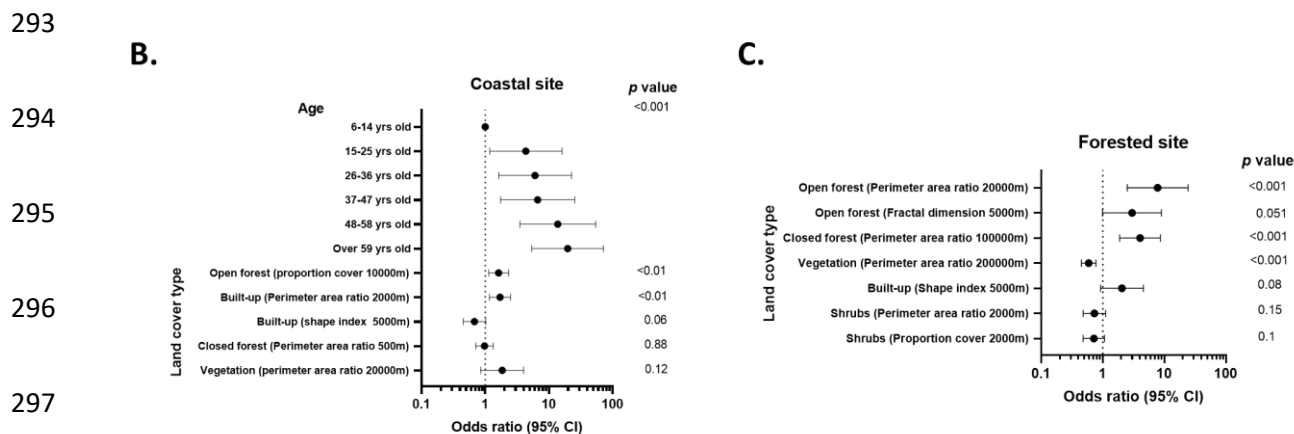 293
B.
C.
Coastal site
p value
Age
<0.001
294
6-14 yrs old
15-25 yrs old
26-36 yrs old
37-47 yrs old
48-58 yrs old
Over 59 yrs old
Open forest (proportion cover 10000m) <0.01
Built-up (Perimeter area ratio 2000m) <0.01
Built-up (shape index 5000m) 0.06
Closed forest (Perimeter area ratio 500m) 0.88
Vegetation (perimeter area ratio 20000m) 0.12
Land cover type
0.1 1 10 100
Odds ratio (95% CI)
Forested site
p value
Open forest (Perimeter area ratio 20000m) <0.001
Open forest (Fractal dimension 5000m) 0.051
Closed forest (Perimeter area ratio 100000m) <0.001
Vegetation (Perimeter area ratio 200000m) <0.001
Built-up (Shape index 5000m) 0.08
Shrubs (Perimeter area ratio 2000m) 0.15
Shrubs (Proportion cover 2000m) 0.1
Land cover type
0.1 1 10 100
Odds ratio (95% CI)
295
296
297